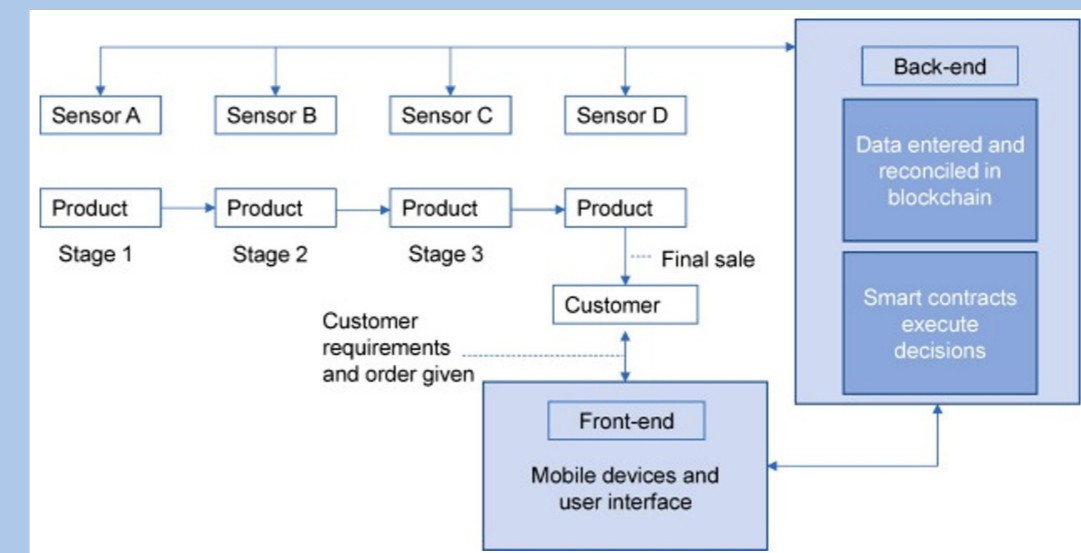 Sensor A
Sensor B
Sensor C
Sensor D
Product
Product
Product
Product
Stage 1
Stage 2
Stage 3
Final sale
Customer
Customer
requirements
and order given
Front-end
Mobile devices and
user interface
Back-end
Data entered and
reconciled in
blockchain
Smart contracts
execute
decisions